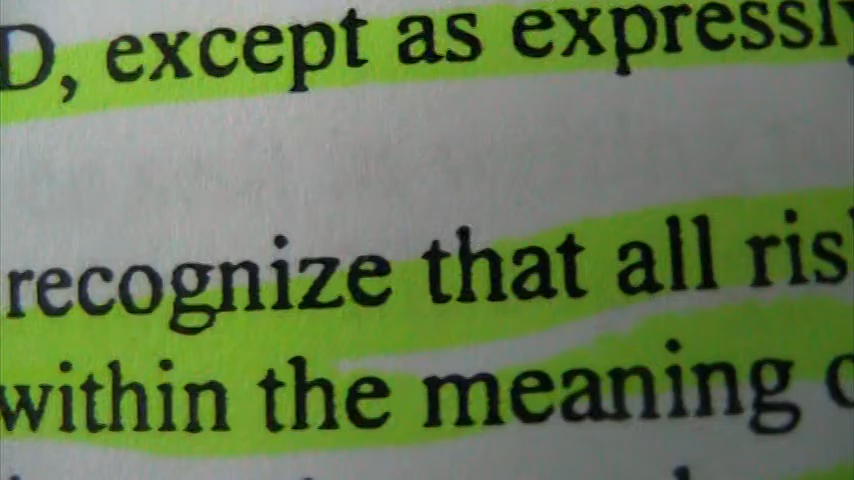 D, except as expressly
recognize that all ris
within the meaning